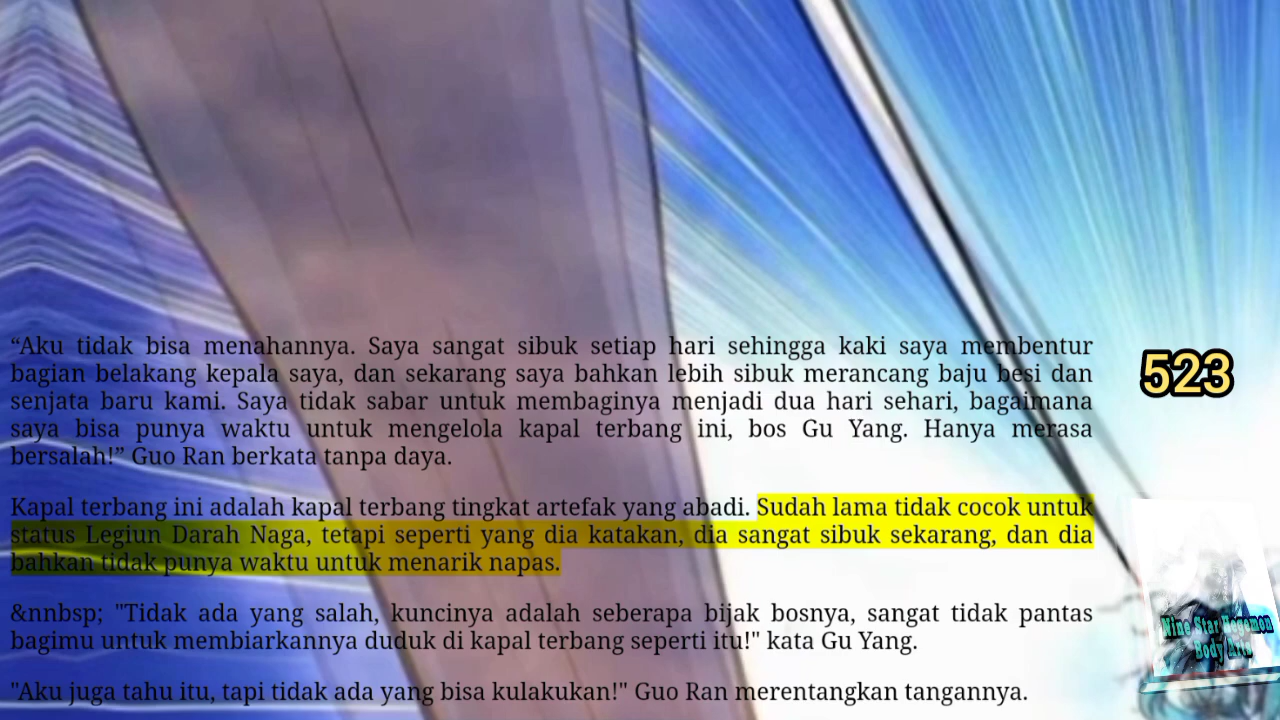 “Aku tidak bisa menahannya. Saya sangat sibuk setiap hari sehingga kaki saya membentur
bagian belakang kepala saya, dan sekarang saya bahkan lebih sibuk merancang baju besi dan
senjata baru kami. Saya tidak sabar untuk membaginya menjadi dua hari sehari, bagaimana
saya bisa punya waktu untuk mengelola kapal terbang ini, bos Gu Yang. Hanya merasa
bersalah!” Guo Ran berkata tanpa daya.
523
Kapal terbang ini adalah kapal terbang tingkat artefak yang abadi. Sudah lama tidak cocok untuk
status Legiun Darah Naga, tetapi seperti yang dia katakan, dia sangat sibuk sekarang, dan dia
bahkan tidak punya waktu untuk menarik napas.
&nnbsp; "Tidak ada yang salah, kuncinya adalah seberapa bijak bosnya, sangat tidak pantas
bagimu untuk membiarkannya duduk di kapal terbang seperti itu!" kata Gu Yang.
"Aku juga tahu itu, tapi tidak ada yang bisa kulakukan!" Guo Ran merentangkan tangannya.
Nine Star Hegemon
Body Arts